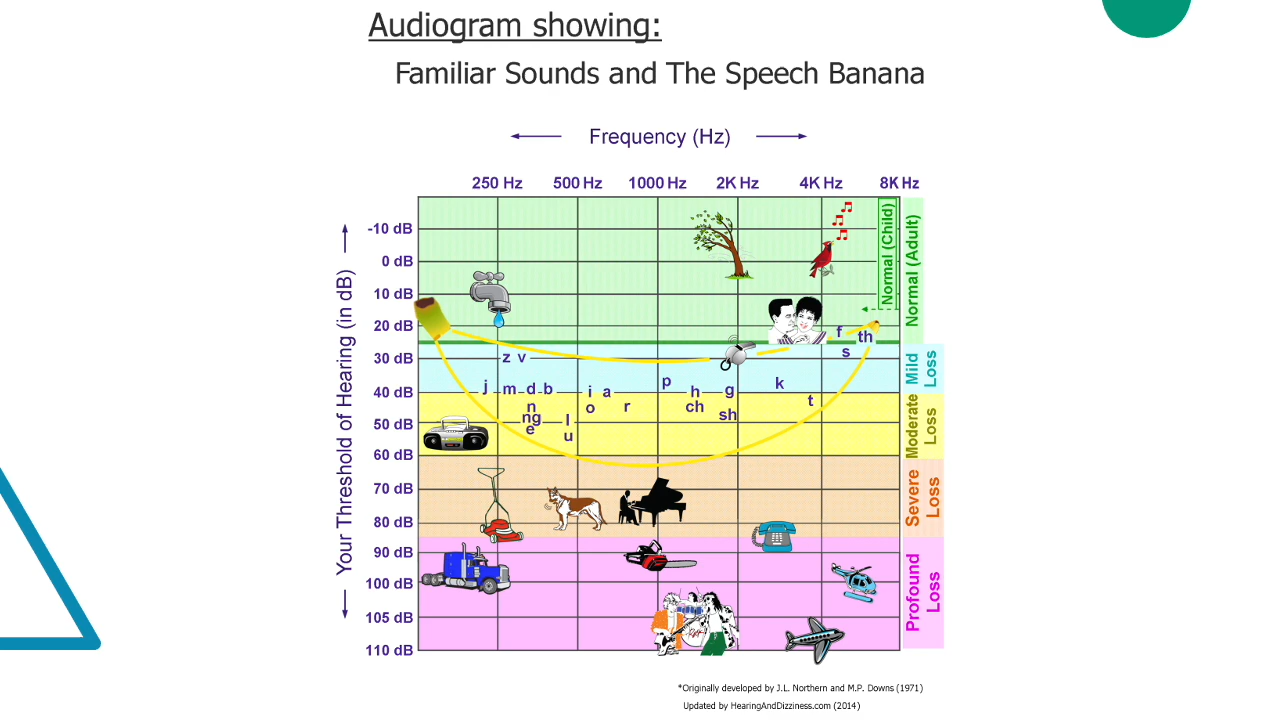 Audiogram showing:
Familiar Sounds and The Speech Banana
Frequency (Hz)
250 Hz 500 Hz 1000 Hz 2K Hz 4K Hz 8K Hz
Your Threshold of Hearing (in dB)
-10 dB
0 dB
10 dB
20 dB
30 dB
40 dB
50 dB
60 dB
70 dB
80 dB
90 dB
100 dB
105 dB
110 dB
Normal (Child)
Normal (Adult)
Mild Loss
Moderate Loss
Severe Loss
Profound Loss
f th
s
z v
j m d b i a p h g k
n o r ch t
ng l sh
e u
*Originally developed by J.L. Northern and M.P. Downs (1971)
Updated by HearingAndDizziness.com (2014)